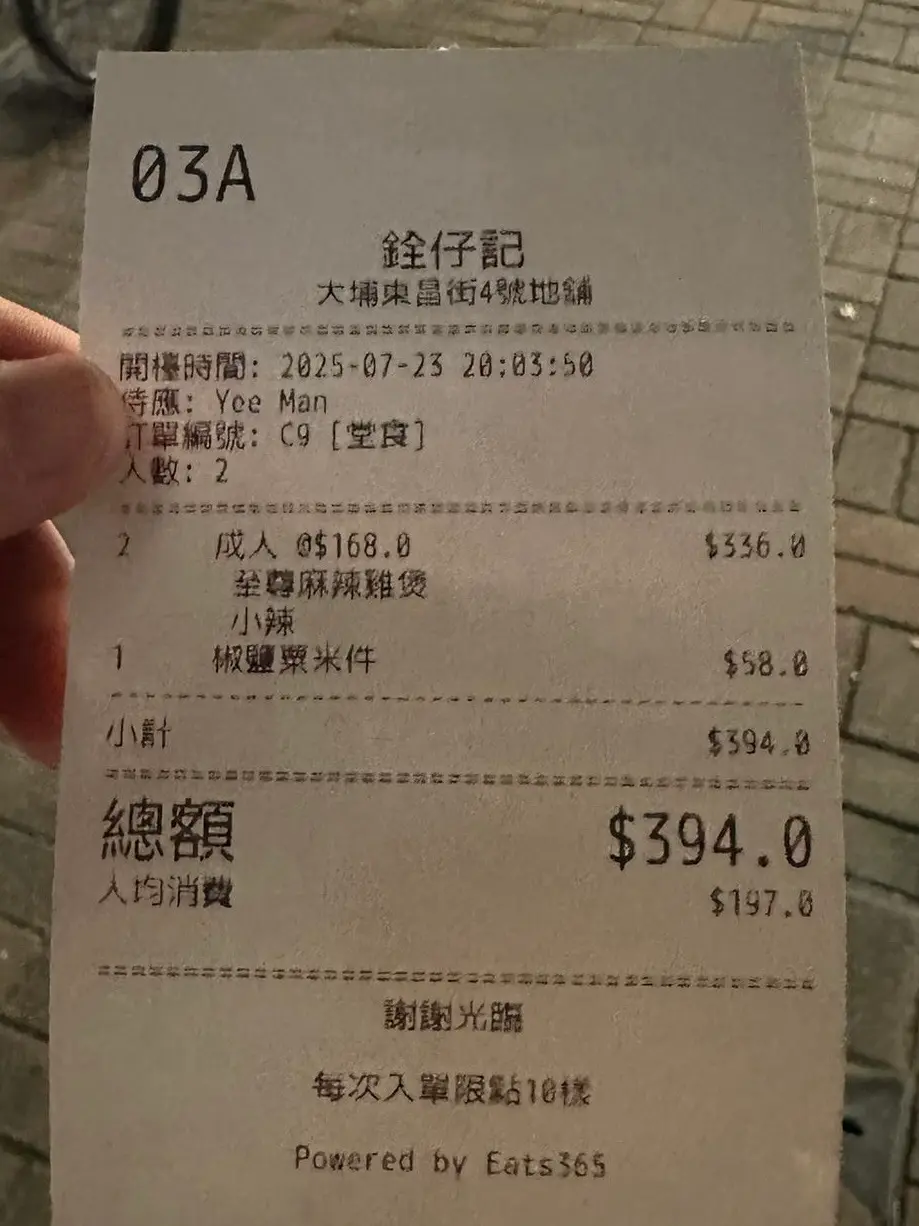 03A
銓仔記
大埔東昌街4號地舖
開檯時間: 2025-07-23 20:03:50
侍應: Yee Man
訂單編號: C9 [堂食]
人數: 2
2 成人 @$168.0 $336.0
至尊麻辣雞煲
小辣
1 椒鹽粟米件 $58.0
小計 $394.0
總額 $394.0
人均消費 $197.0
謝謝光臨
每次入單限點10樣
Powered by Eats365